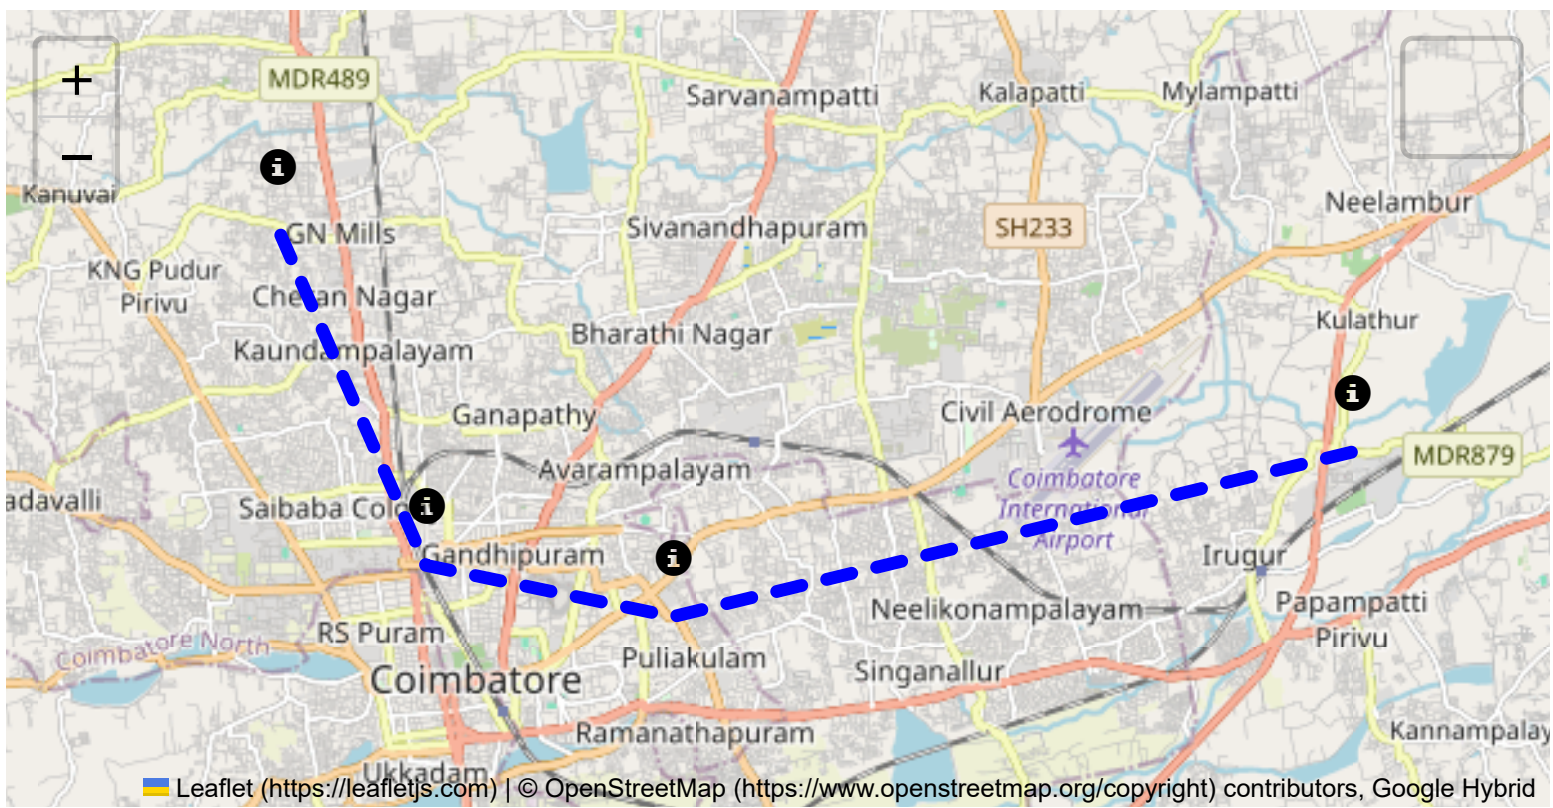 +
MDR489
Sarvanampatti
Kalapatti
Mylampatti
−
Kanuvai
Neelambur
GN Mills
Sivanandhapuram
SH233
KNG Pudur
Pirivu
Cheran Nagar
Kulathur
Bharathi Nagar
Kaundampalayam
Ganapathy
Civil Aerodrome
MDR879
Avarampalayam
Coimbatore
International
Airport
adavalli
Saibaba Colo
Gandhipuram
Irugur
Neelikonampalayam
Papampatti
Pirivu
RS Puram
Coimbatore North
Puliakulam
Singanallur
Coimbatore
Ramanathapuram
Kannampalay
Ukkadam
Leaflet (https://leafletjs.com) | © OpenStreetMap (https://www.openstreetmap.org/copyright) contributors, Google Hybrid